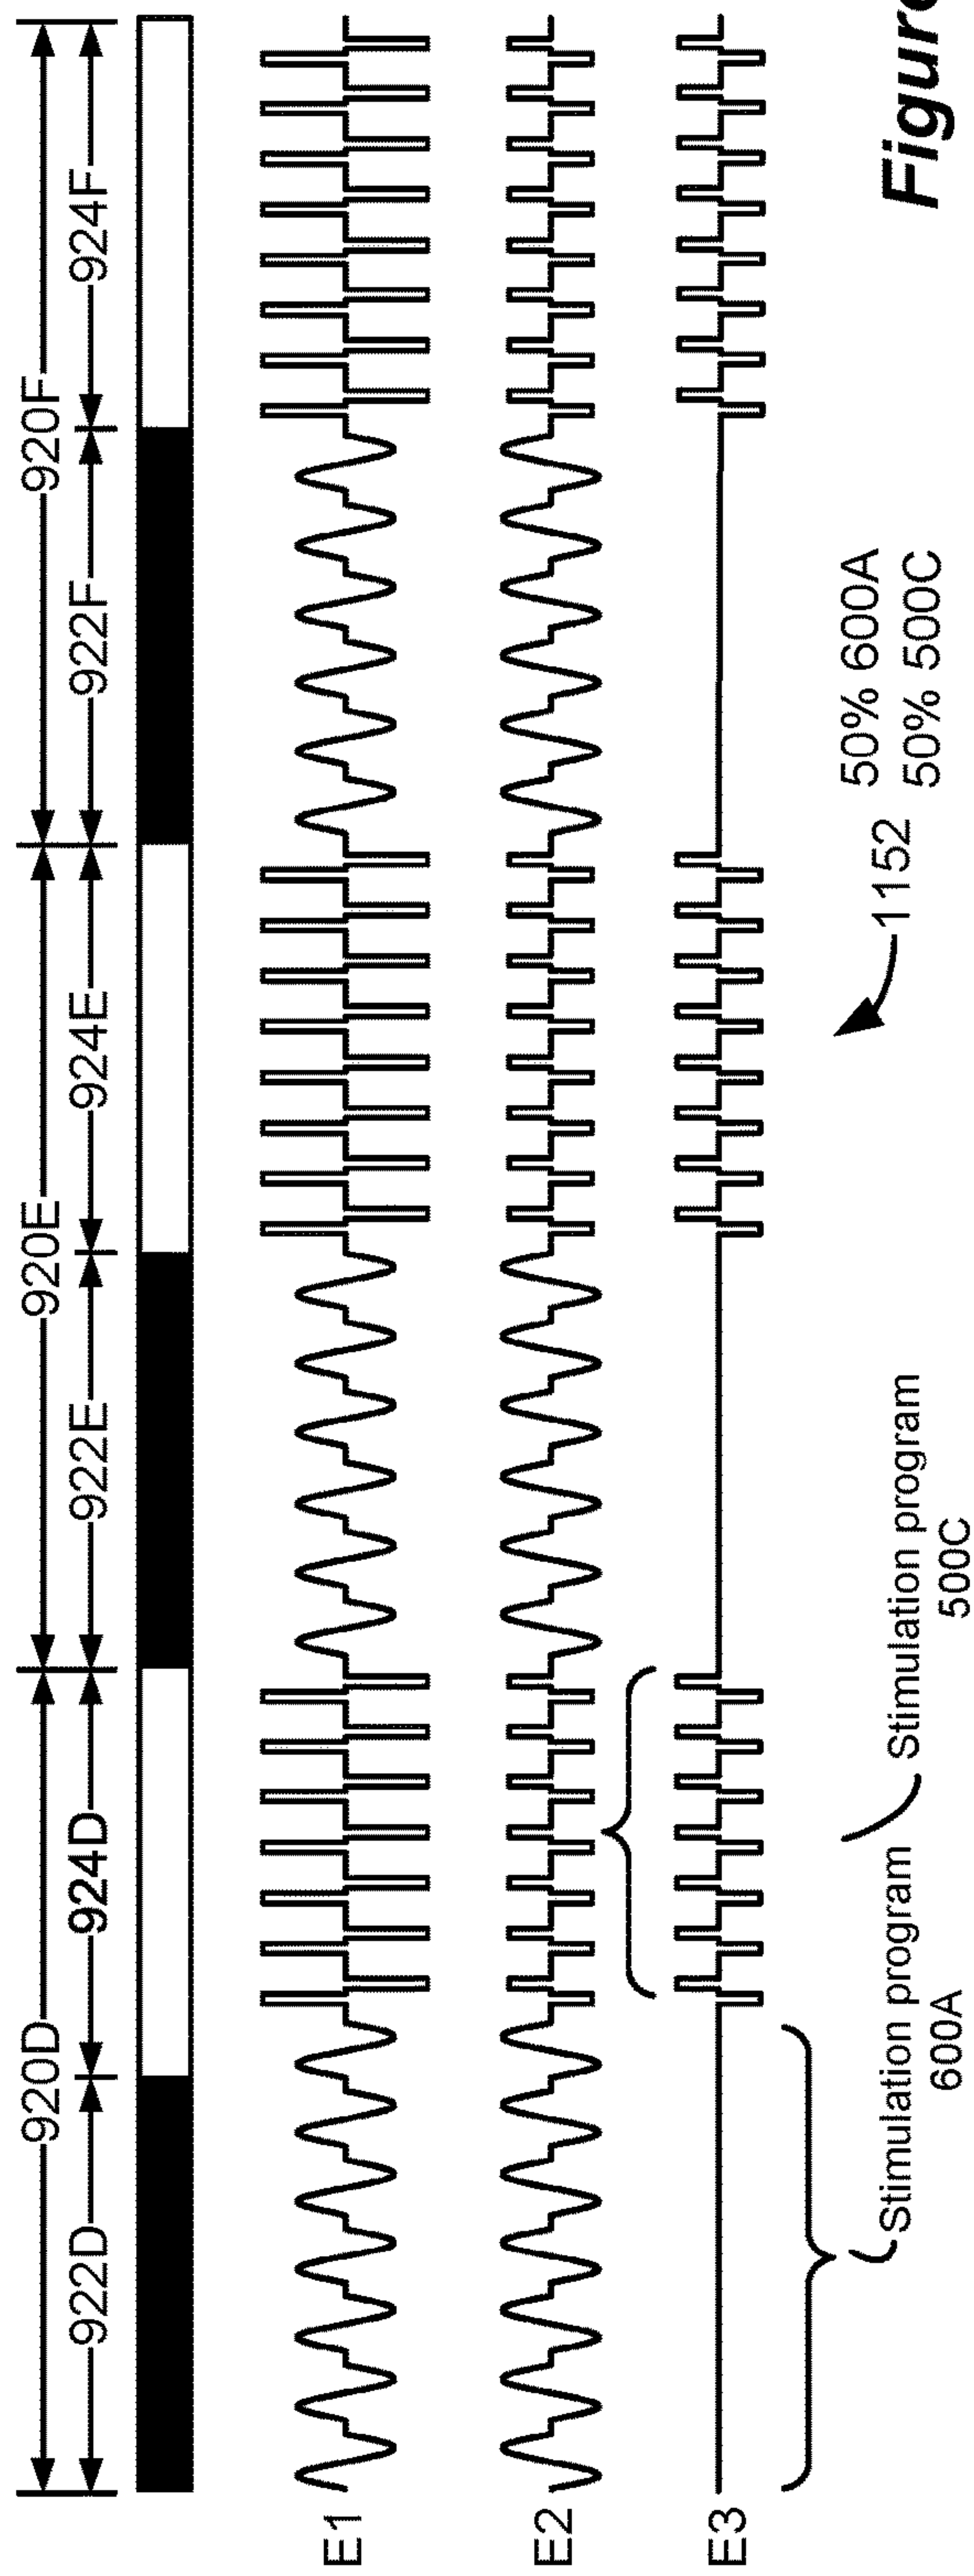 920D 920E 920F
922D 924D 922E 924E 922F 924F
E1
E2
E3
Stimulation program
600A
Stimulation program
500C
1152
50% 600A
50% 500C
Figure